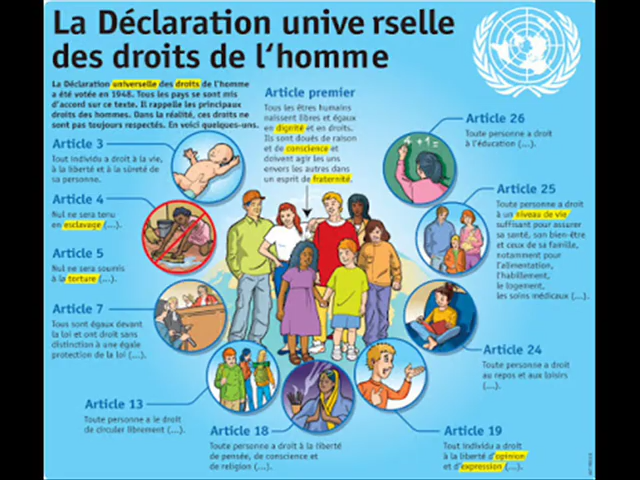 La Déclaration unive rselle
des droits de l'homme
La Déclaration universelle des droits de l'homme
a été votée en 1948. Tous les pays se sont mis
d'accord sur ce texte. Il rappelle les principaux
droits des hommes. Dans la réalité, ces droits ne
sont pas toujours respectés. En voici quelques-uns.
Article premier
Tous les êtres humains
naissent libres et égaux
en dignité et en droits.
Ils sont doués de raison
et de conscience et
doivent agir les uns
envers les autres dans
un esprit de fraternité.
Article 3
Tout individu a droit à la vie,
à la liberté et à la sûreté de
sa personne.
Article 4
Nul ne sera tenu
en esclavage (...).
Article 5
Nul ne sera soumis
à la torture (...).
Article 7
Tous sont égaux devant
la loi et ont droit sans
distinction à une égale
protection de la loi (...).
Article 13
Toute personne a le droit
de circuler librement (...).
Article 18
Toute personne a droit à la liberté
de pensée, de conscience et
de religion (...).
Article 19
Tout individu a droit
à la liberté d'opinion
et d'expression (...).
Article 24
Toute personne a droit
au repos et aux loisirs
(...).
Article 25
Toute personne a droit
à un niveau de vie
suffisant pour assurer
sa santé, son bien-être
et ceux de sa famille,
notamment pour
l'alimentation,
l'habillement,
le logement,
les soins médicaux (...).
Article 26
Toute personne a droit
à l'éducation (...).